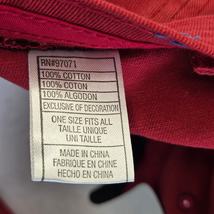 RN#97071
100% COTTON
100% COTON
100% ALGODON
EXCLUSIVE OF DECORATION
ONE SIZE FITS ALL
TAILLE UNIQUE
UNI TAILLE
MADE IN CHINA
FABRIQUE EN CHINE
HECHO EN CHINA